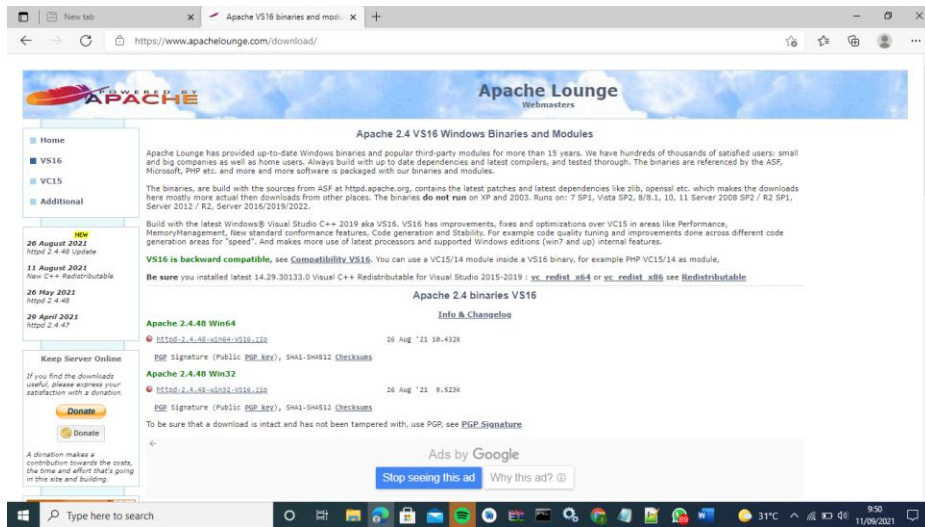 New tab
Apache VS16 binaries and modu
https://www.apachelounge.com/download/
POWERED BY
APACHE
Apache Lounge
Webmasters
Home
VS16
VC15
Additional
NEW
26 August 2021
httpd 2.4.48 Update
11 August 2021
New C++ Redistributable
26 May 2021
httpd 2.4.48
29 April 2021
httpd 2.4.47
Keep Server Online
If you find the downloads
useful, please express your
satisfaction with a donation.
Donate
Donate
A donation makes a
contribution towards the costs,
the time and effort that's going
in this site and building.
Apache 2.4 VS16 Windows Binaries and Modules
Apache Lounge has provided up-to-date Windows binaries and popular third-party modules for more than 15 years. We have hundreds of thousands of satisfied users: small
and big companies as well as home users. Always build with up to date dependencies and latest compilers, and tested thorough. The binaries are referenced by the ASF,
Microsoft, PHP etc. and more and more software is packaged with our binaries and modules.
The binaries, are build with the sources from ASF at httpd.apache.org, contains the latest patches and latest dependencies like zlib, openssl etc. which makes the downloads
here mostly more actual then downloads from other places. The binaries do not run on XP and 2003. Runs on: 7 SP1, Vista SP2, 8/8.1, 10, 11 Server 2008 SP2 / R2 SP1,
Server 2012 / R2, Server 2016/2019/2022.
Build with the latest Windows® Visual Studio C++ 2019 aka VS16. VS16 has improvements, fixes and optimizations over VC15 in areas like Performance,
MemoryManagement, New standard conformance features, Code generation and Stability. For example code quality tuning and improvements done across different code
generation areas for "speed". And makes more use of latest processors and supported Windows editions (win7 and up) internal features.
VS16 is backward compatible, see Compatibility VS16. You can use a VC15/14 module inside a VS16 binary, for example PHP VC15/14 as module,
Be sure you installed latest 14.29.30133.0 Visual C++ Redistributable for Visual Studio 2015-2019 : vc_redist_x64 or vc_redist_x86 see Redistributable
Apache 2.4 binaries VS16
Info & Changelog
Apache 2.4.48 Win64
httpd-2.4.48-win64-VS16.zip 26 Aug '21 10.432k
PGP Signature (Public PGP key), SHA1-SHA512 Checksums
Apache 2.4.48 Win32
httpd-2.4.48-win32-VS16.zip 26 Aug '21 9.523k
PGP Signature (Public PGP key), SHA1-SHA512 Checksums
To be sure that a download is intact and has not been tampered with, use PGP, see PGP Signature
Ads by Google
Stop seeing this ad Why this ad?
Type here to search
31°C
9:50
11/09/2021